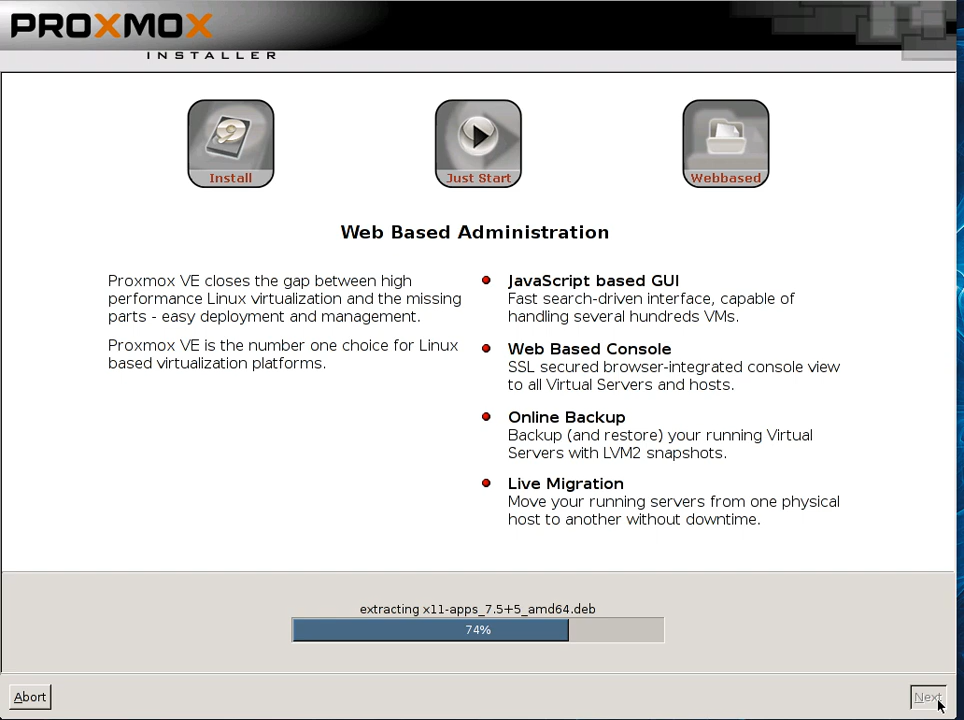 PROXMOX
INSTALLER
Install
Just Start
Webbased
Web Based Administration
Proxmox VE closes the gap between high
performance Linux virtualization and the missing
parts - easy deployment and management.
Proxmox VE is the number one choice for Linux
based virtualization platforms.
JavaScript based GUI
Fast search-driven interface, capable of
handling several hundreds VMs.
Web Based Console
SSL secured browser-integrated console view
to all Virtual Servers and hosts.
Online Backup
Backup (and restore) your running Virtual
Servers with LVM2 snapshots.
Live Migration
Move your running servers from one physical
host to another without downtime.
extracting x11-apps_7.5+5_amd64.deb
74%
Abort
Next